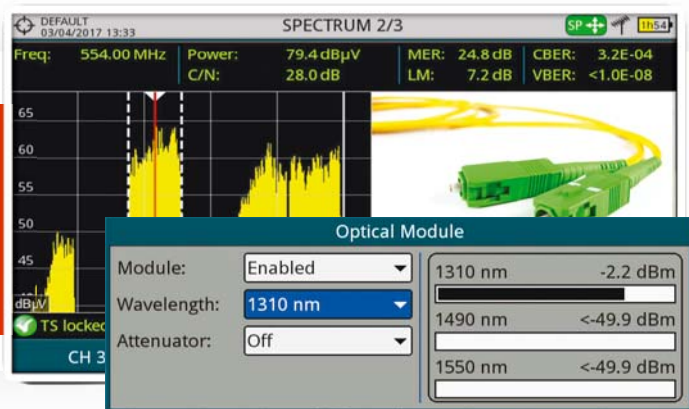 DEFAULT
03/04/2017 13:33
SPECTRUM 2/3
SP
1h54
Freq: 554.00 MHz
Power: 79.4 dBµV
MER: 24.8 dB
CBER: 3.2E-04
C/N: 28.0 dB
LM: 7.2 dB
VBER: <1.0E-08
65
60
55
50
45
dBµV
TS locked
CH 3
Optical Module
Module: Enabled
Wavelength: 1310 nm
Attenuator: Off
1310 nm -2.2 dBm
1490 nm <-49.9 dBm
1550 nm <-49.9 dBm